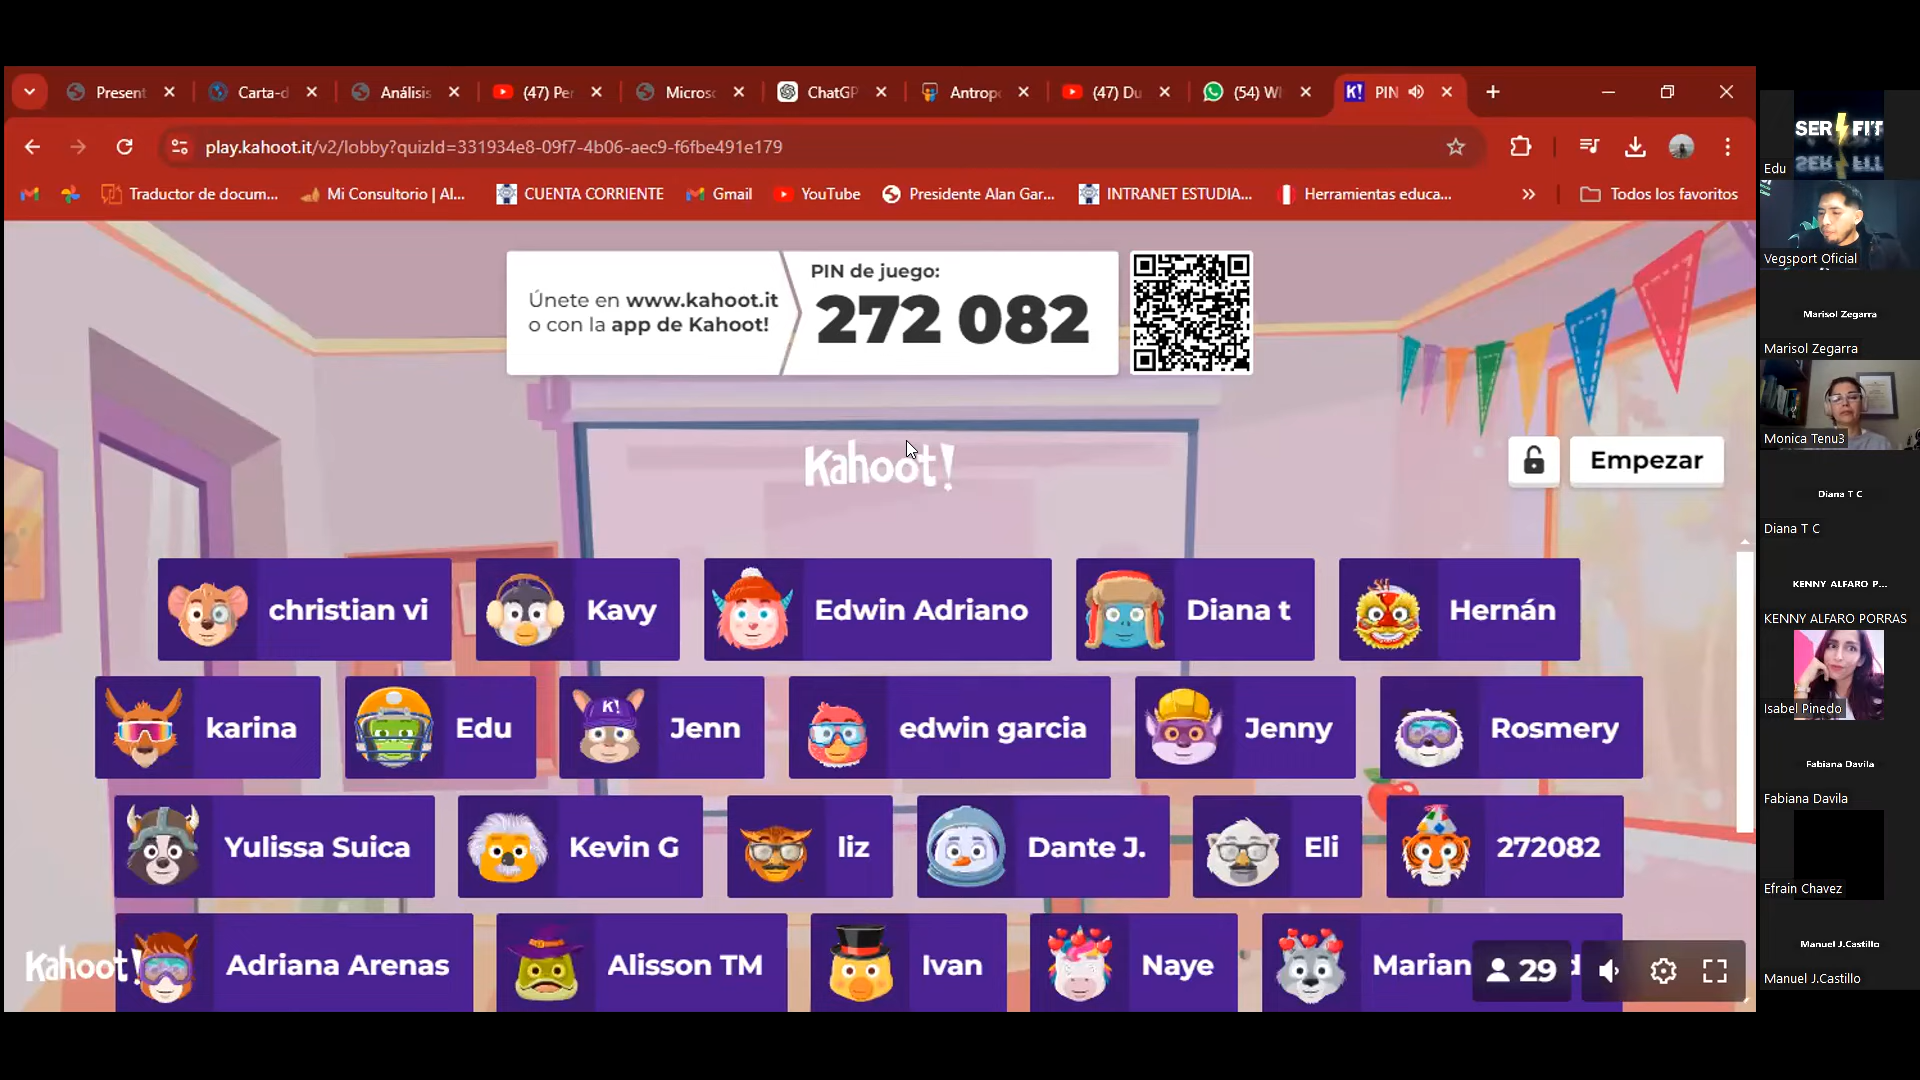 Present
Carta-d
Análisis
(47) Per
Microsc
ChatGP
Antropo
(47) Du
(54) W
K! PIN
play.kahoot.it/v2/lobby?quizId=331934e8-09f7-4b06-aec9-f6fbe491e179
Traductor de docum...
Mi Consultorio | Al...
CUENTA CORRIENTE
Gmail
YouTube
Presidente Alan Gar...
INTRANET ESTUDIA...
Herramientas educa...
Todos los favoritos
Únete en www.kahoot.it
o con la app de Kahoot!
PIN de juego:
272 082
Kahoot!
Empezar
christian vi
Kavy
Edwin Adriano
Diana t
Hernán
karina
Edu
K!
Jenn
edwin garcia
Jenny
Rosmery
Yulissa Suica
Kevin G
liz
Dante J.
Eli
272082
Adriana Arenas
Alisson TM
Ivan
Naye
Marian
Kahoot!
29
SER FIT
Edu
Vegsport Oficial
Marisol Zegarra
Marisol Zegarra
Monica Tenu3
Diana T C
Diana T C
KENNY ALFARO P...
KENNY ALFARO PORRAS
Isabel Pinedo
Fabiana Davila
Fabiana Davila
Efrain Chavez
Manuel J.Castillo
Manuel J.Castillo